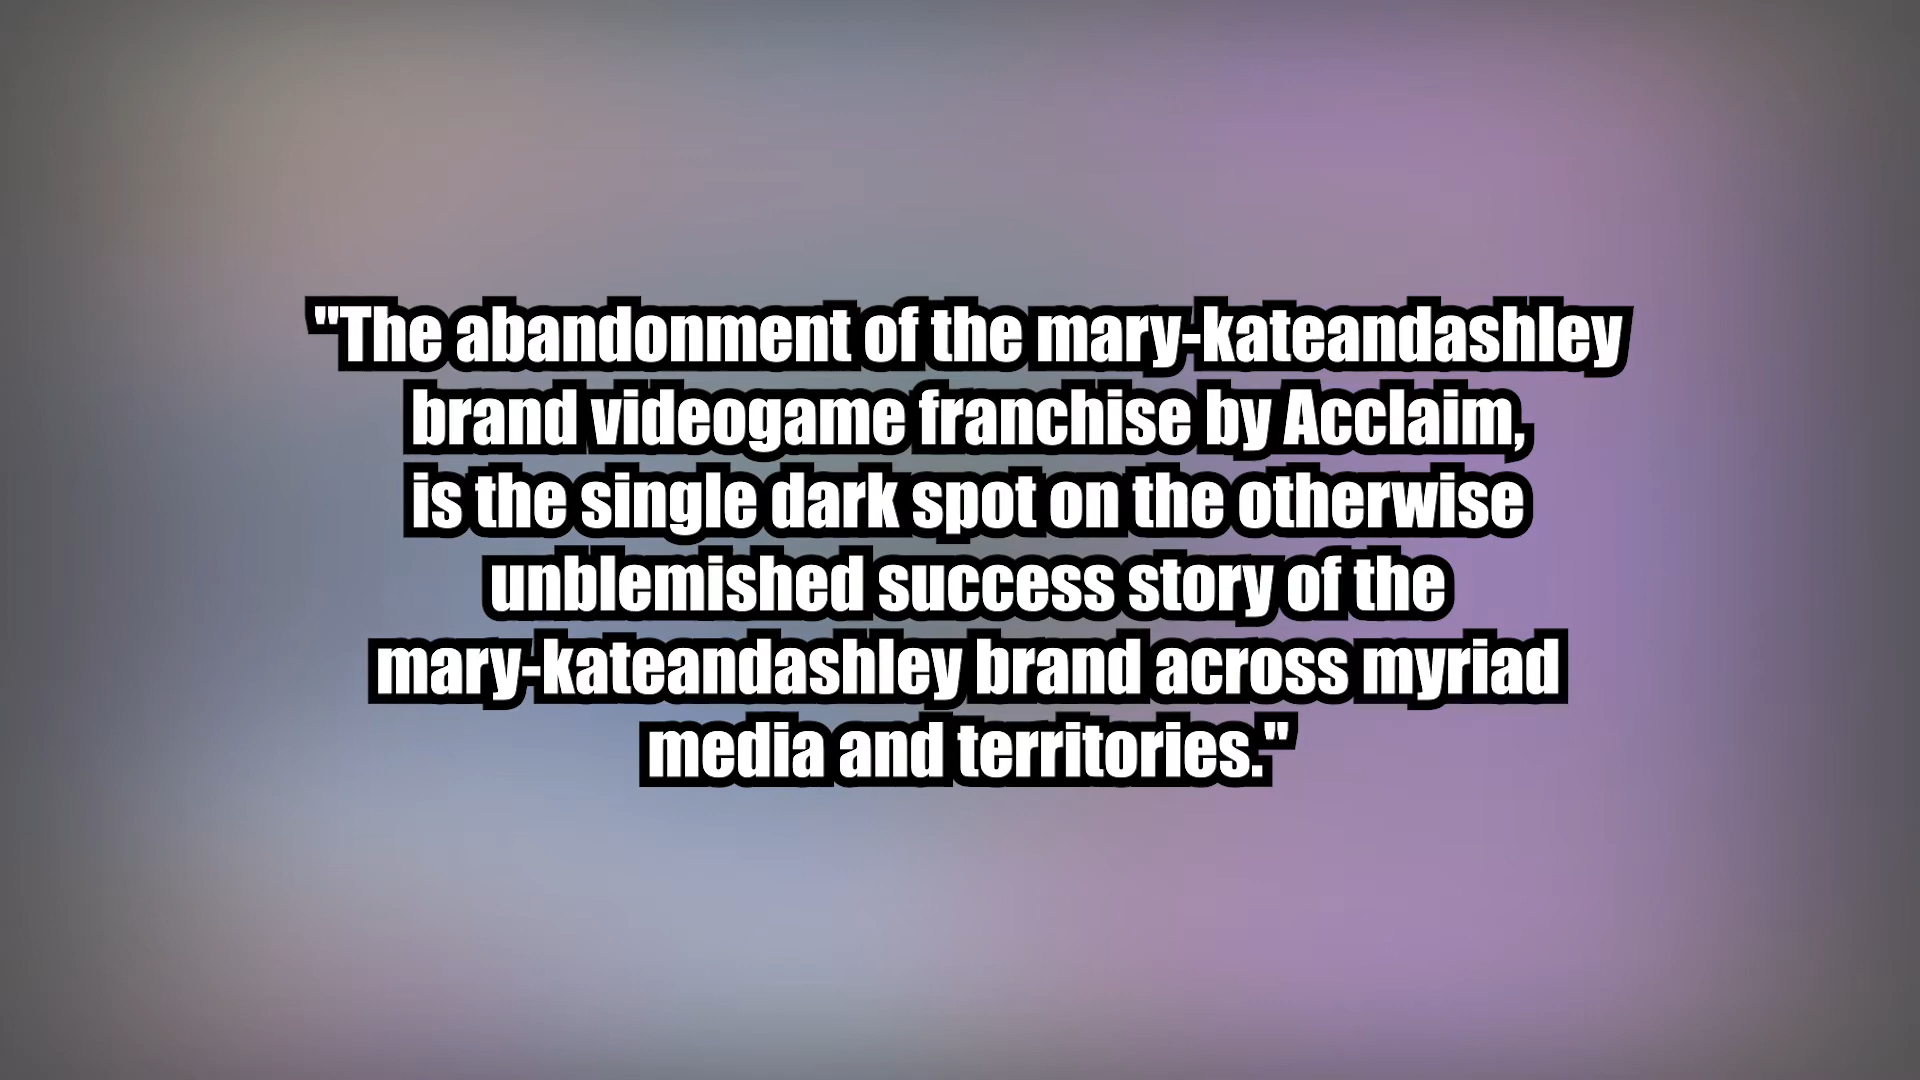 "The abandonment of the mary-kateandashley
brand videogame franchise by Acclaim,
is the single dark spot on the otherwise
unblemished success story of the
mary-kateandashley brand across myriad
media and territories."